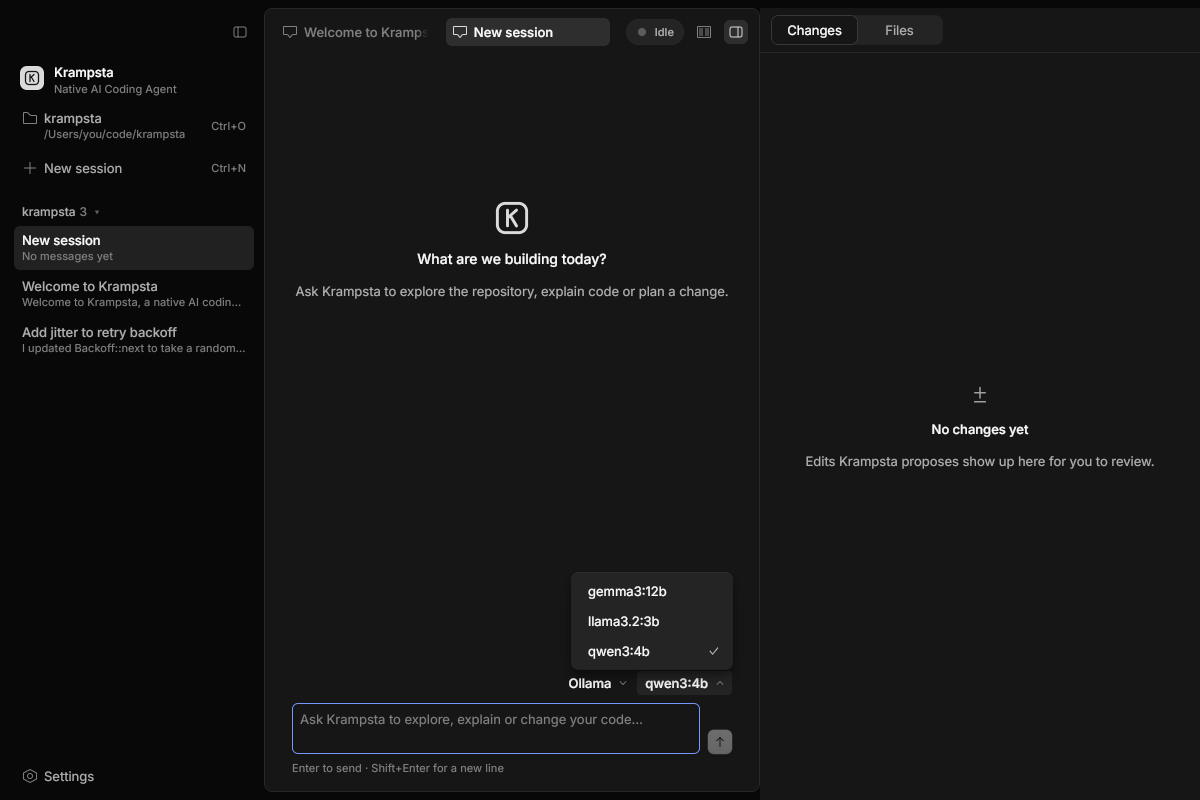 Krampsta
Native AI Coding Agent
krampsta
/Users/you/code/krampsta
Ctrl+O
New session
Ctrl+N
krampsta 3
New session
No messages yet
Welcome to Krampsta
Welcome to Krampsta, a native AI codin...
Add jitter to retry backoff
I updated Backoff::next to take a random...
Settings
Welcome to Kramps
New session
Idle
K
What are we building today?
Ask Krampsta to explore the repository, explain code or plan a change.
gemma3:12b
llama3.2:3b
qwen3:4b
Ollama
qwen3:4b
Ask Krampsta to explore, explain or change your code...
Enter to send · Shift+Enter for a new line
Changes
Files
No changes yet
Edits Krampsta proposes show up here for you to review.